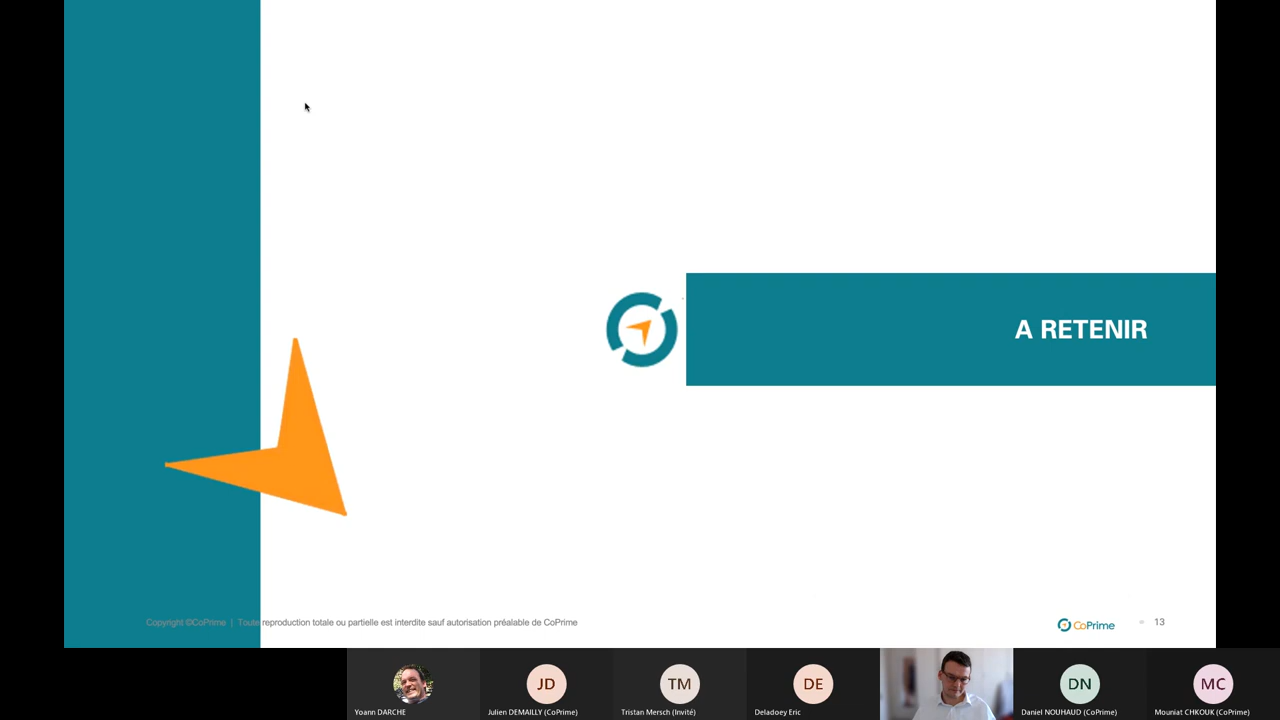 A RETENIR
Copyright ©CoPrime | Toute reproduction totale ou partielle est interdite sauf autorisation préalable de CoPrime
CoPrime
13
JD
TM
DE
DN
MC
Yoann DARCHE
Julien DEMAILLY (CoPrime)
Tristan Mersch (Invité)
Deladoey Eric
Daniel NOUHAUD (CoPrime)
Mouniat CHKOUK (CoPrime)